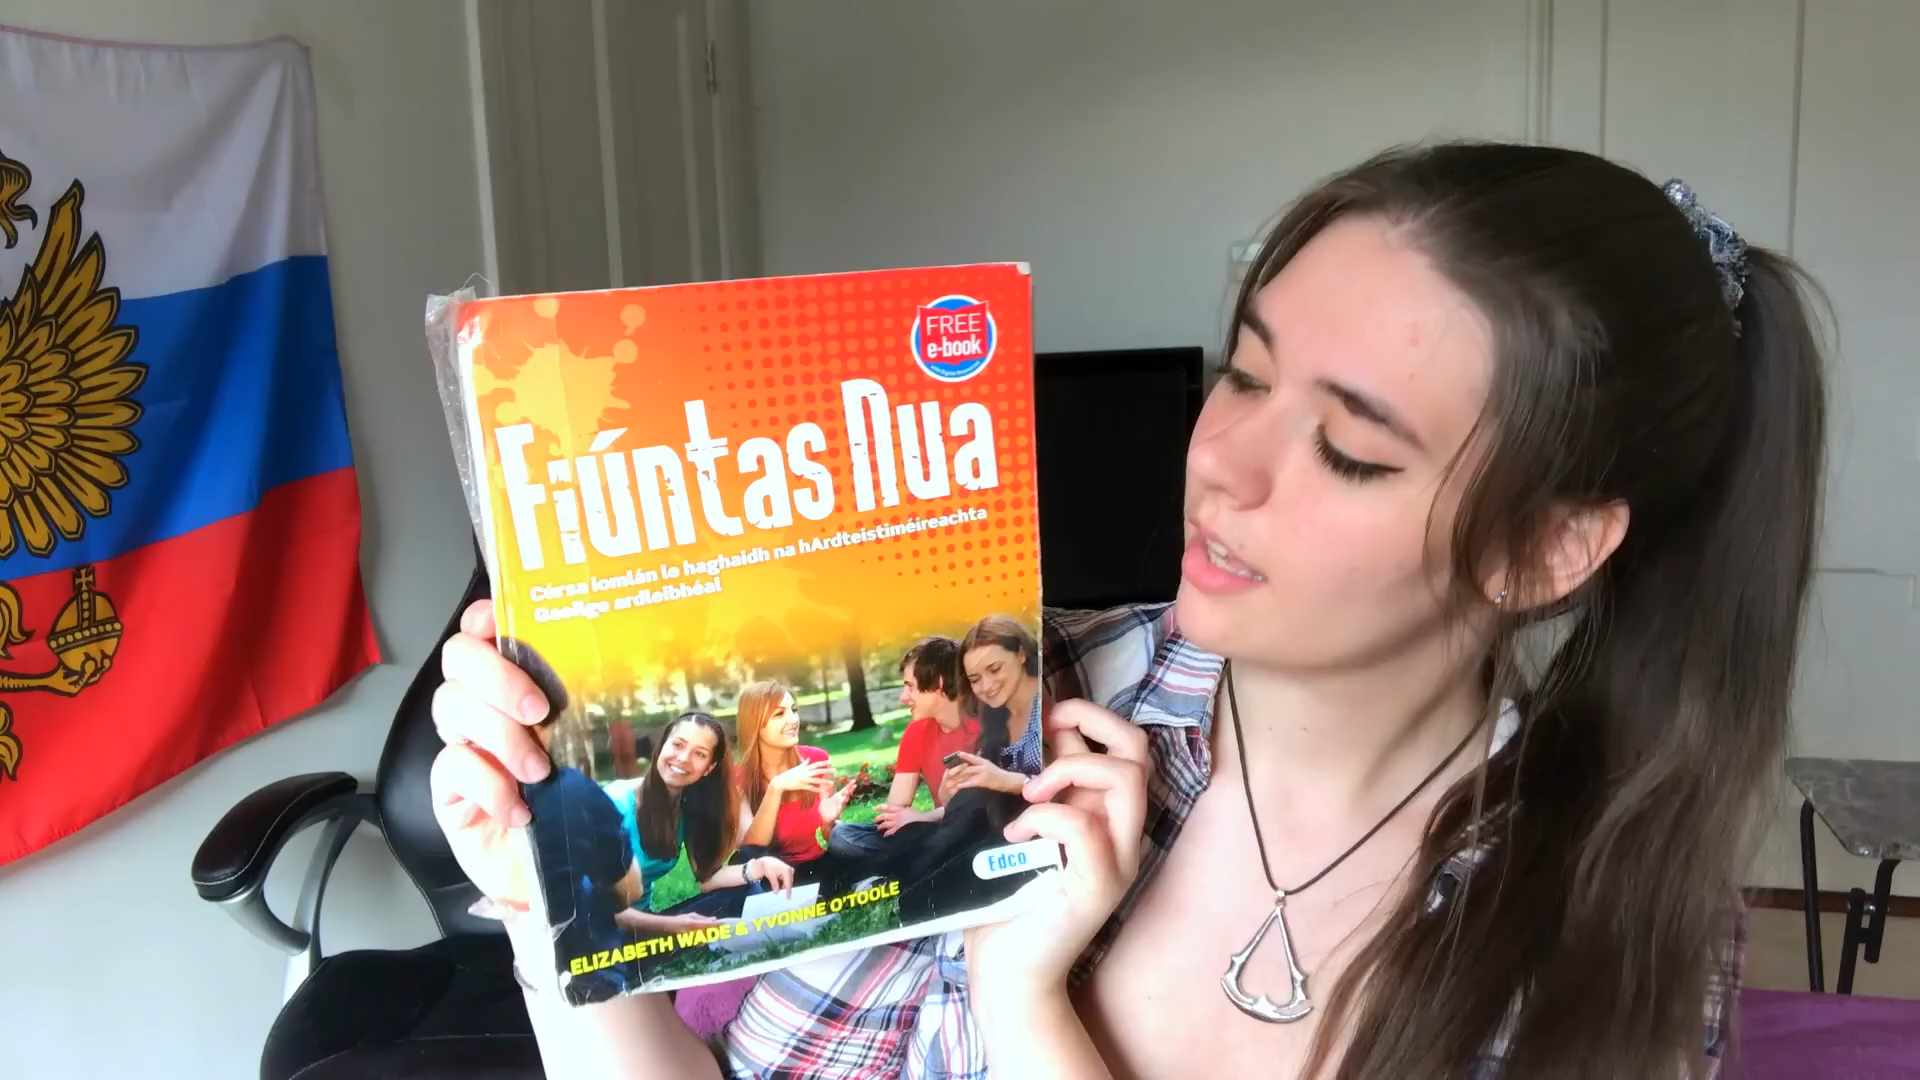 FREE
e-book
Fiúntas Nua
Cúrsa iomlán le haghaidh na hArdteistiméireachta
Gaeilge ardleibhéal
Edco
ELIZABETH WADE & YVONNE O'TOOLE